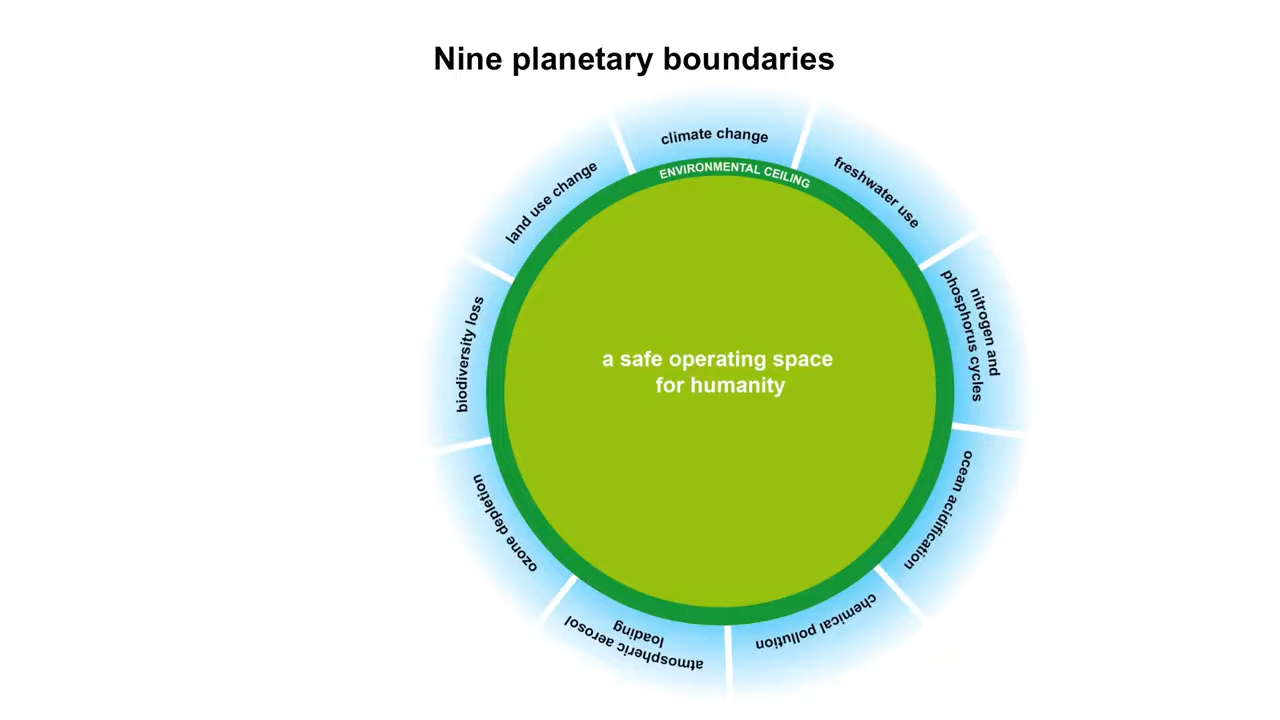 Nine planetary boundaries
climate change
ENVIRONMENTAL CEILING
freshwater use
nitrogen and
phosphorus cycles
ocean acidification
chemical pollution
atmospheric aerosol
loading
ozone depletion
biodiversity loss
land use change
a safe operating space
for humanity